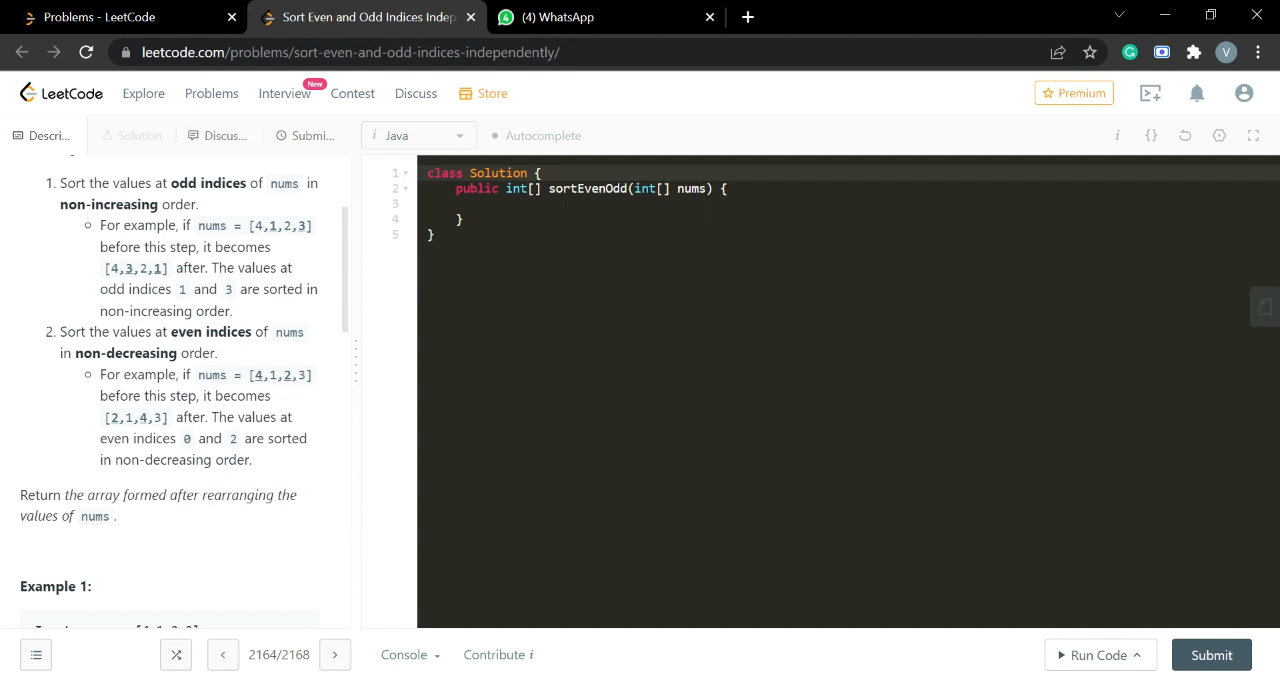 Problems - LeetCode
Sort Even and Odd Indices Indep
(4) WhatsApp
leetcode.com/problems/sort-even-and-odd-indices-independently/
LeetCode Explore Problems Interview New Contest Discuss Store
Premium
Descri... Solution Discus... Submi...
i Java Autocomplete
1. Sort the values at odd indices of nums in
non-increasing order.
For example, if nums = [4,1,2,3]
before this step, it becomes
[4,3,2,1] after. The values at
odd indices 1 and 3 are sorted in
non-increasing order.
2. Sort the values at even indices of nums
in non-decreasing order.
For example, if nums = [4,1,2,3]
before this step, it becomes
[2,1,4,3] after. The values at
even indices 0 and 2 are sorted
in non-decreasing order.
Return the array formed after rearranging the
values of nums.
Example 1:
1 class Solution {
2 public int[] sortEvenOdd(int[] nums) {
3
4 }
5 }
2164/2168
Console Contribute i
Run Code Submit